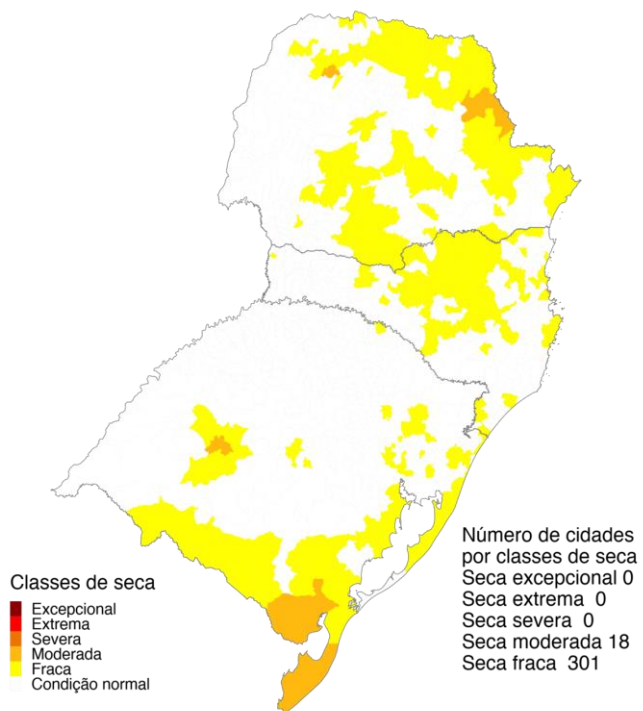 Classes de seca
Excepcional
Extrema
Severa
Moderada
Fraca
Condição normal
Número de cidades
por classes de seca
Seca excepcional 0
Seca extrema 0
Seca severa 0
Seca moderada 18
Seca fraca 301